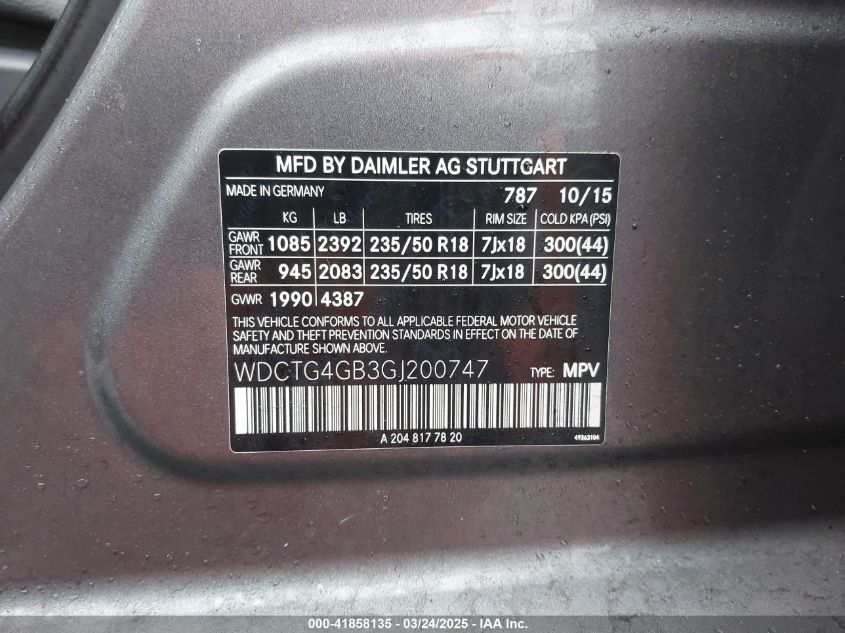 MFD BY DAIMLER AG STUTTGART
MADE IN GERMANY 787 10/15
KG LB TIRES RIM SIZE COLD KPA (PSI)
GAWR FRONT 1085 2392 235/50 R18 7Jx18 300(44)
GAWR REAR 945 2083 235/50 R18 7Jx18 300(44)
GVWR 1990 4387
THIS VEHICLE CONFORMS TO ALL APPLICABLE FEDERAL MOTOR VEHICLE
SAFETY AND THEFT PREVENTION STANDARDS IN EFFECT ON THE DATE OF
MANUFACTURE SHOWN ABOVE.
WDCTG4GB3GJ200747 TYPE: MPV
A 204 817 78 20 49263104
000-41858135 - 03/24/2025 - IAA Inc.